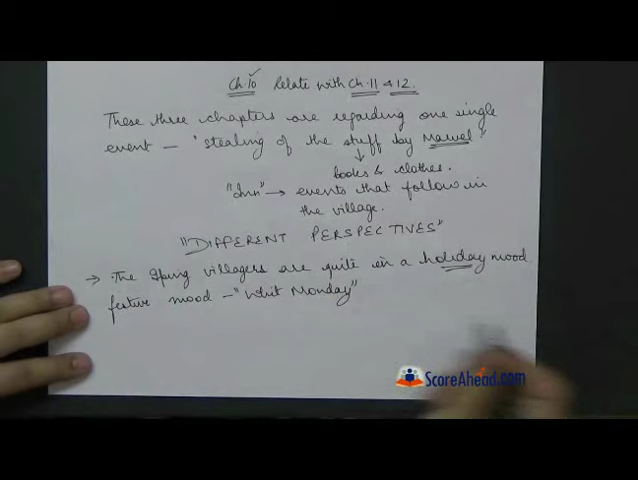 Ch.10 Relate with Ch.11 & 12.
These three chapters are regarding one single
event - "stealing of the stuff by Marvel"
books & clothes.
"Inn" → events that follow in
the village.
"DIFFERENT PERSPECTIVES"
→ The Iping villagers are quite in a holiday mood
festive mood - "Whit Monday"
ScoreAhead.com